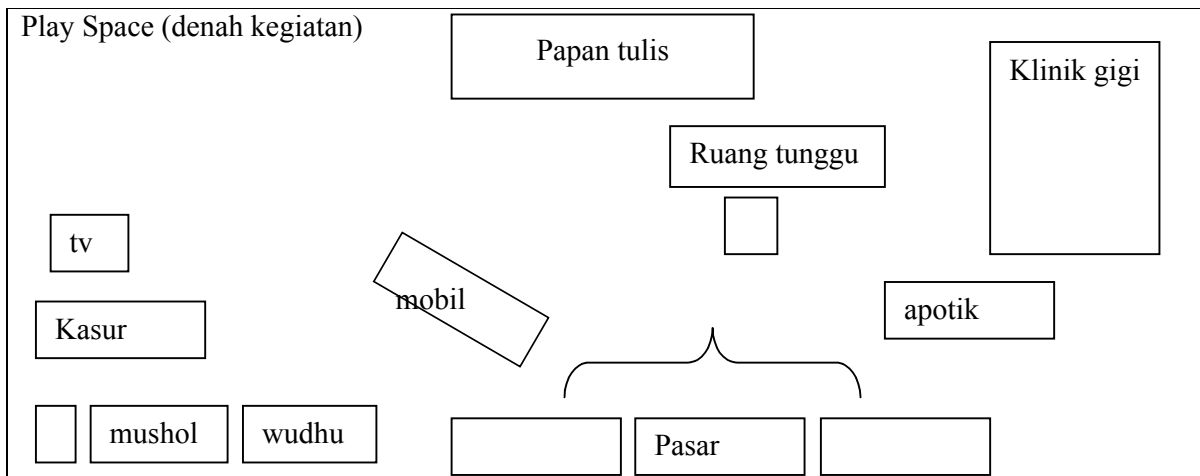 Play Space (denah kegiatan)
Papan tulis
Klinik gigi
Ruang tunggu
tv
mobil
apotik
Kasur
mushol
wudhu
Pasar